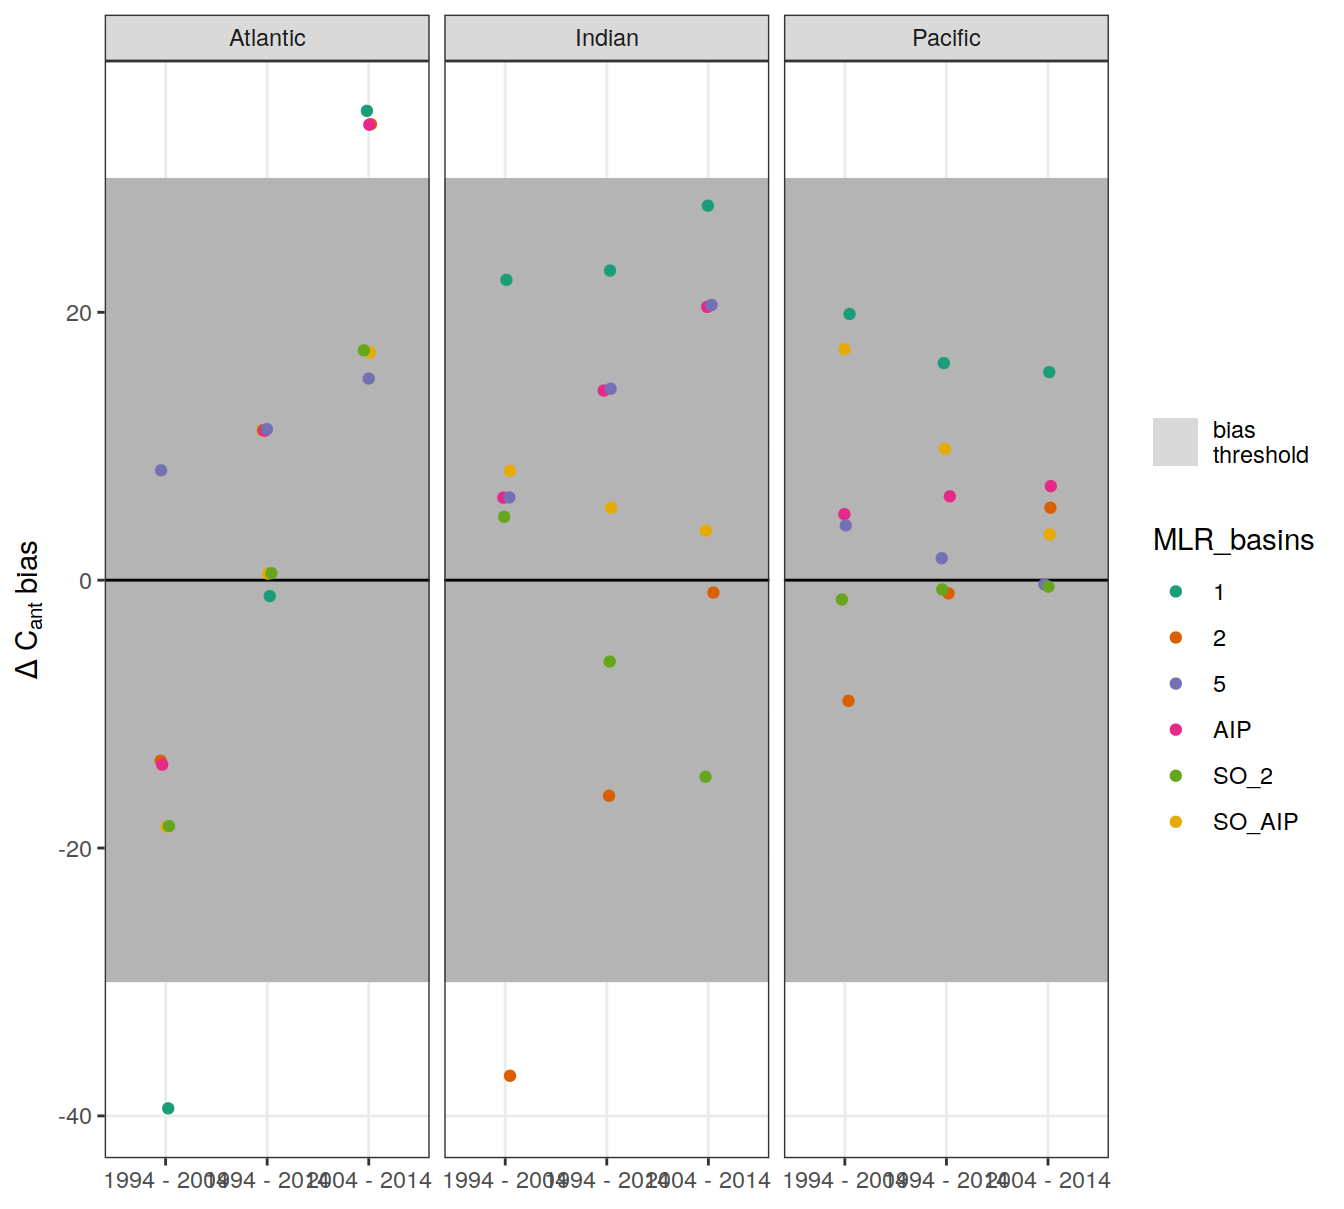 Atlantic
Indian
Pacific
Δ Cant bias
20
0
-20
-40
1994 - 2004
1994 - 2014
2004 - 2014
1994 - 2004
1994 - 2014
2004 - 2014
1994 - 2004
1994 - 2014
2004 - 2014
bias
threshold
MLR_basins
1
2
5
AIP
SO_2
SO_AIP